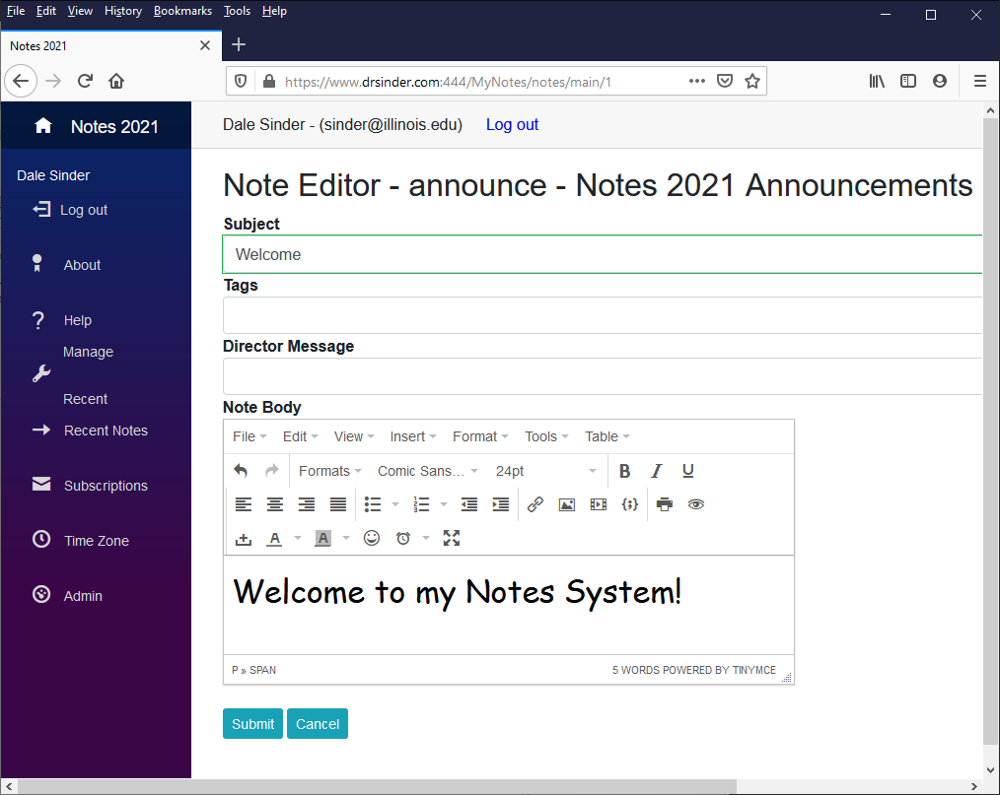 File Edit View History Bookmarks Tools Help
Notes 2021
https://www.drsinder.com:444/MyNotes/notes/main/1
Notes 2021
Dale Sinder - (sinder@illinois.edu) Log out
Dale Sinder
Log out
About
Help
Manage
Recent
Recent Notes
Subscriptions
Time Zone
Admin
Note Editor - announce - Notes 2021 Announcements
Subject
Welcome
Tags
Director Message
Note Body
File Edit View Insert Format Tools Table
Formats Comic Sans... 24pt B I U
A A
Welcome to my Notes System!
P » SPAN 5 WORDS POWERED BY TINYMCE
Submit Cancel